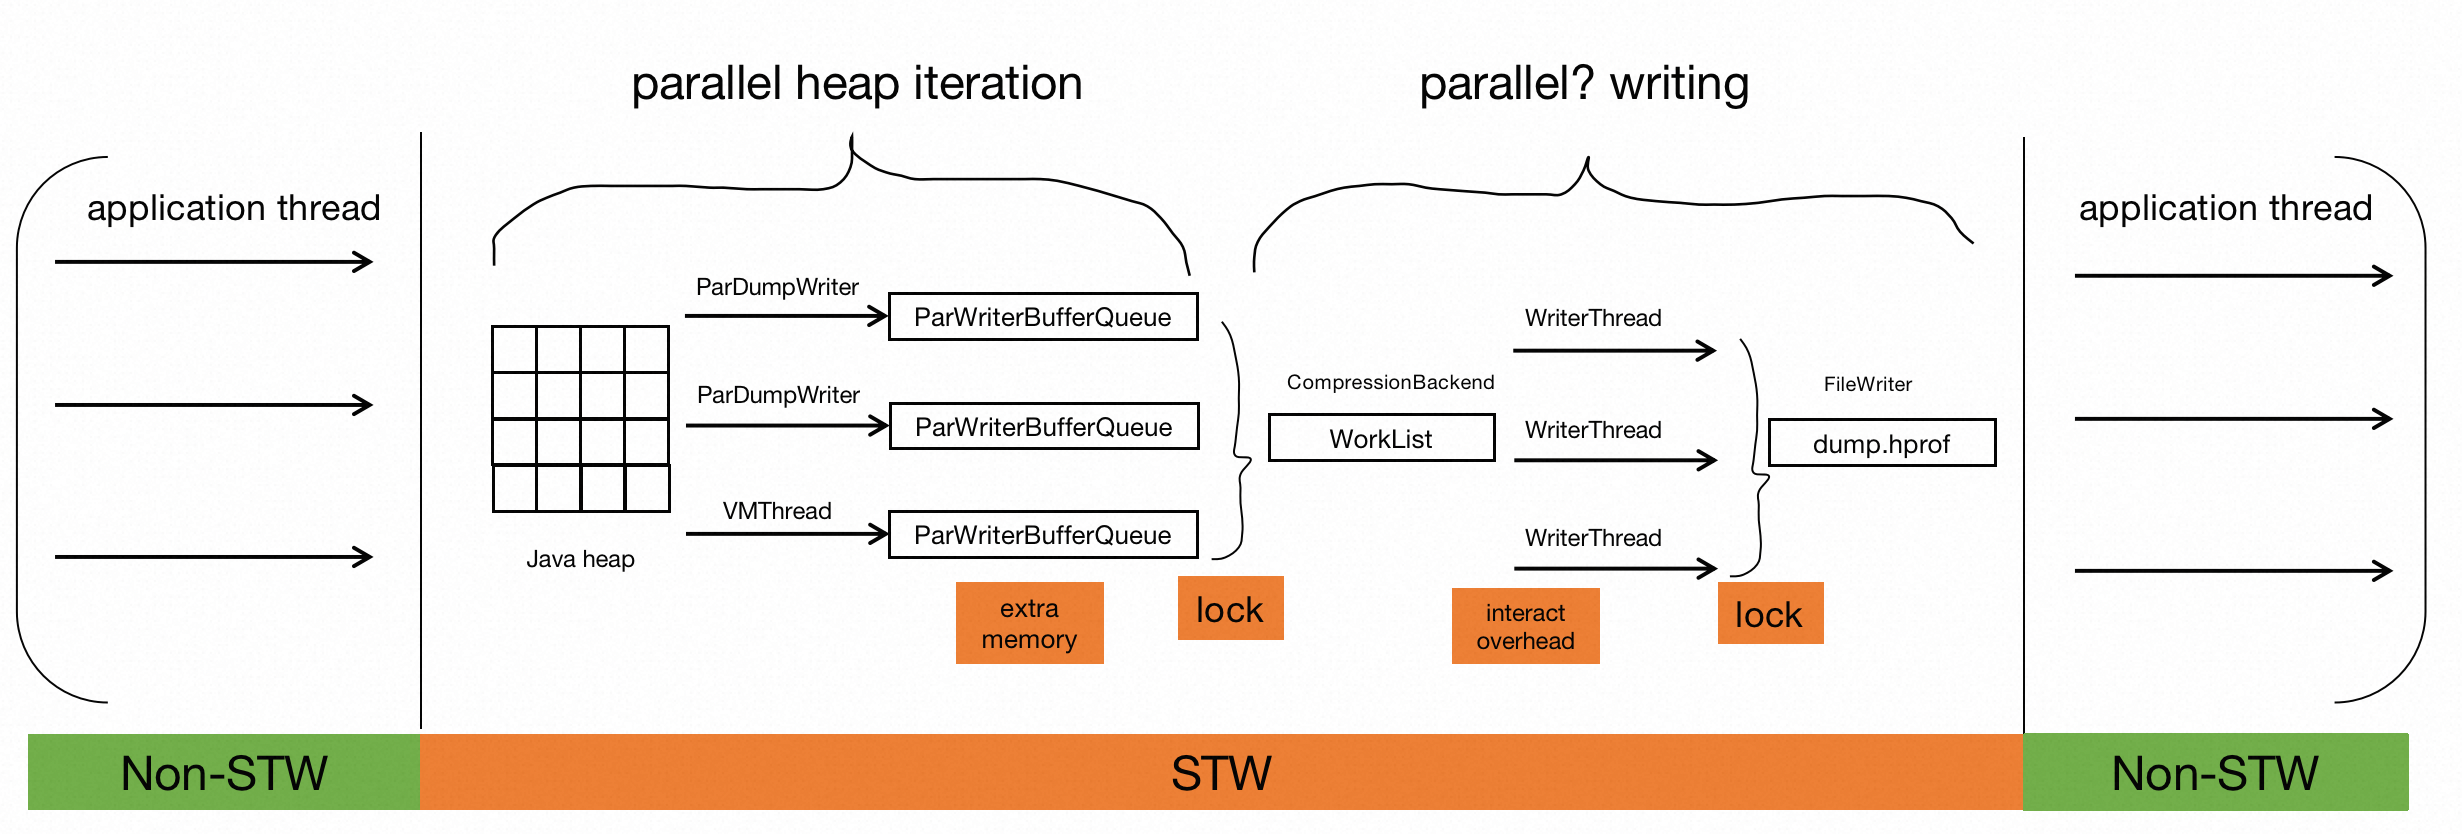 parallel heap iteration
parallel? writing
application thread
application thread
ParDumpWriter
ParWriterBufferQueue
ParDumpWriter
ParWriterBufferQueue
VMThread
ParWriterBufferQueue
Java heap
extra
memory
lock
CompressionBackend
WorkList
WriterThread
WriterThread
WriterThread
interact
overhead
lock
FileWriter
dump.hprof
Non-STW
STW
Non-STW